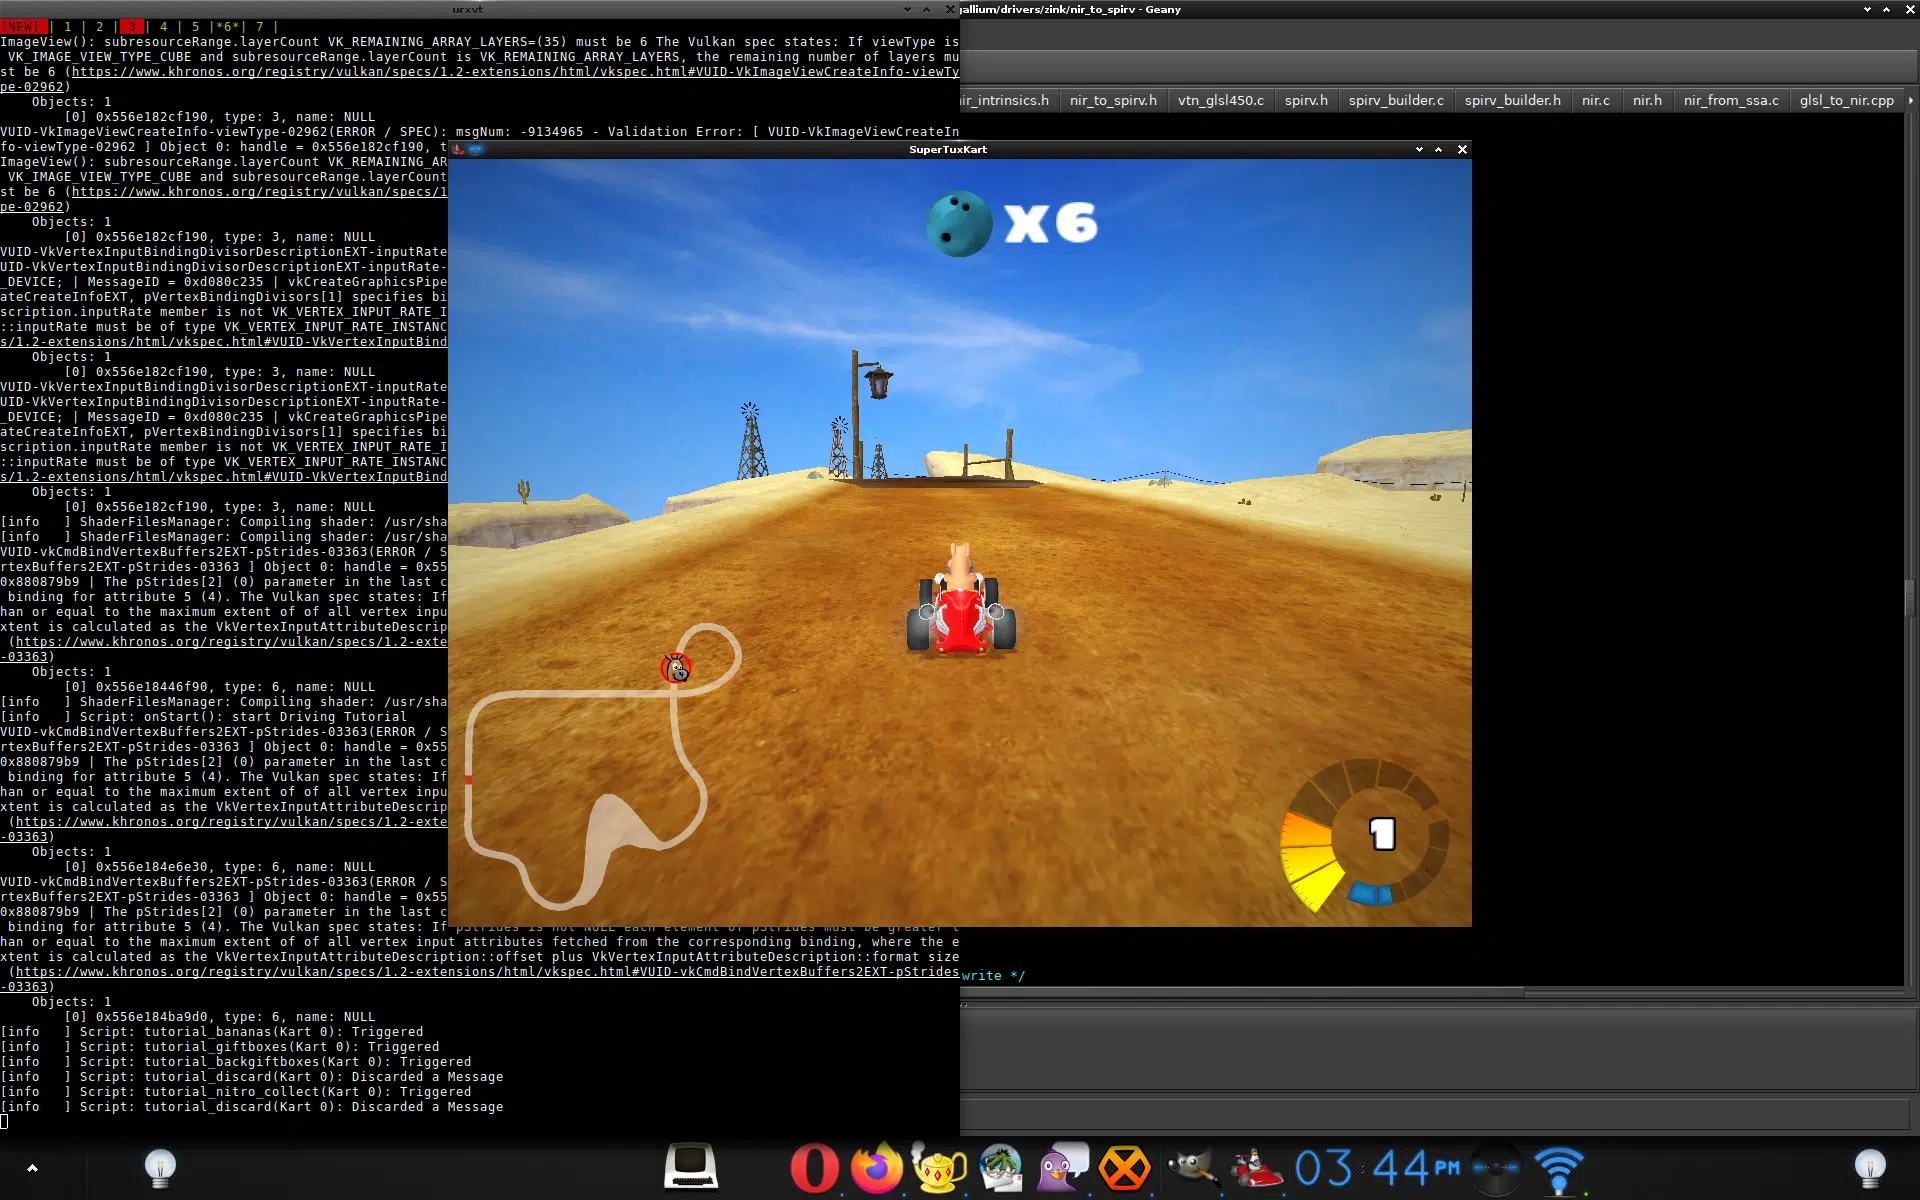 urxvt
[NEW] | 1 | 2 | 3 | 4 | 5 |*6*| 7 |
ImageView(): subresourceRange.layerCount VK_REMAINING_ARRAY_LAYERS=(35) must be 6 The Vulkan spec states: If viewType is
VK_IMAGE_VIEW_TYPE_CUBE and subresourceRange.layerCount is VK_REMAINING_ARRAY_LAYERS, the remaining number of layers mu
st be 6 (https://www.khronos.org/registry/vulkan/specs/1.2-extensions/html/vkspec.html#VUID-VkImageViewCreateInfo-viewTy
pe-02962)
Objects: 1
[0] 0x556e182cf190, type: 3, name: NULL
VUID-VkImageViewCreateInfo-viewType-02962(ERROR / SPEC): msgNum: -9134965 - Validation Error: [ VUID-VkImageViewCreateIn
fo-viewType-02962 ] Object 0: handle = 0x556e182cf190, t
ImageView(): subresourceRange.layerCount VK_REMAINING_AR
VK_IMAGE_VIEW_TYPE_CUBE and subresourceRange.layerCount
st be 6 (https://www.khronos.org/registry/vulkan/specs/1
pe-02962)
Objects: 1
[0] 0x556e182cf190, type: 3, name: NULL
VUID-VkVertexInputBindingDivisorDescriptionEXT-inputRate
UID-VkVertexInputBindingDivisorDescriptionEXT-inputRate-
_DEVICE; | MessageID = 0xd080c235 | vkCreateGraphicsPipe
ateCreateInfoEXT, pVertexBindingDivisors[1] specifies bi
scription.inputRate member is not VK_VERTEX_INPUT_RATE_I
::inputRate must be of type VK_VERTEX_INPUT_RATE_INSTANC
s/1.2-extensions/html/vkspec.html#VUID-VkVertexInputBind
Objects: 1
[0] 0x556e182cf190, type: 3, name: NULL
VUID-VkVertexInputBindingDivisorDescriptionEXT-inputRate
UID-VkVertexInputBindingDivisorDescriptionEXT-inputRate-
_DEVICE; | MessageID = 0xd080c235 | vkCreateGraphicsPipe
ateCreateInfoEXT, pVertexBindingDivisors[1] specifies bi
scription.inputRate member is not VK_VERTEX_INPUT_RATE_I
::inputRate must be of type VK_VERTEX_INPUT_RATE_INSTANC
s/1.2-extensions/html/vkspec.html#VUID-VkVertexInputBind
Objects: 1
[0] 0x556e182cf190, type: 3, name: NULL
[info   ] ShaderFilesManager: Compiling shader: /usr/sha
[info   ] ShaderFilesManager: Compiling shader: /usr/sha
VUID-vkCmdBindVertexBuffers2EXT-pStrides-03363(ERROR / S
rtexBuffers2EXT-pStrides-03363 ] Object 0: handle = 0x55
0x880879b9 | The pStrides[2] (0) parameter in the last c
binding for attribute 5 (4). The Vulkan spec states: If
han or equal to the maximum extent of of all vertex inpu
xtent is calculated as the VkVertexInputAttributeDescrip
(https://www.khronos.org/registry/vulkan/specs/1.2-exte
-03363)
Objects: 1
[0] 0x556e18446f90, type: 6, name: NULL
[info   ] ShaderFilesManager: Compiling shader: /usr/sha
[info   ] Script: onStart(): start Driving Tutorial
VUID-vkCmdBindVertexBuffers2EXT-pStrides-03363(ERROR / S
rtexBuffers2EXT-pStrides-03363 ] Object 0: handle = 0x55
0x880879b9 | The pStrides[2] (0) parameter in the last c
binding for attribute 5 (4). The Vulkan spec states: If
han or equal to the maximum extent of of all vertex inpu
xtent is calculated as the VkVertexInputAttributeDescrip
(https://www.khronos.org/registry/vulkan/specs/1.2-exte
-03363)
Objects: 1
[0] 0x556e184e6e30, type: 6, name: NULL
VUID-vkCmdBindVertexBuffers2EXT-pStrides-03363(ERROR / S
rtexBuffers2EXT-pStrides-03363 ] Object 0: handle = 0x55
0x880879b9 | The pStrides[2] (0) parameter in the last c
binding for attribute 5 (4). The Vulkan spec states: If pStrides is not NULL each element of pStrides must be greater t
han or equal to the maximum extent of of all vertex input attributes fetched from the corresponding binding, where the e
xtent is calculated as the VkVertexInputAttributeDescription::offset plus VkVertexInputAttributeDescription::format size
(https://www.khronos.org/registry/vulkan/specs/1.2-extensions/html/vkspec.html#VUID-vkCmdBindVertexBuffers2EXT-pStrides
-03363)
Objects: 1
[0] 0x556e184ba9d0, type: 6, name: NULL
[info   ] Script: tutorial_bananas(Kart 0): Triggered
[info   ] Script: tutorial_giftboxes(Kart 0): Triggered
[info   ] Script: tutorial_backgiftboxes(Kart 0): Triggered
[info   ] Script: tutorial_discard(Kart 0): Discarded a Message
[info   ] Script: tutorial_nitro_collect(Kart 0): Triggered
[info   ] Script: tutorial_discard(Kart 0): Discarded a Message
gallium/drivers/zink/nir_to_spirv - Geany
ir_intrinsics.h nir_to_spirv.h vtn_glsl450.c spirv.h spirv_builder.c spirv_builder.h nir.c nir.h nir_from_ssa.c glsl_to_nir.cpp
SuperTuxKart
X6
1
write */
03:44PM